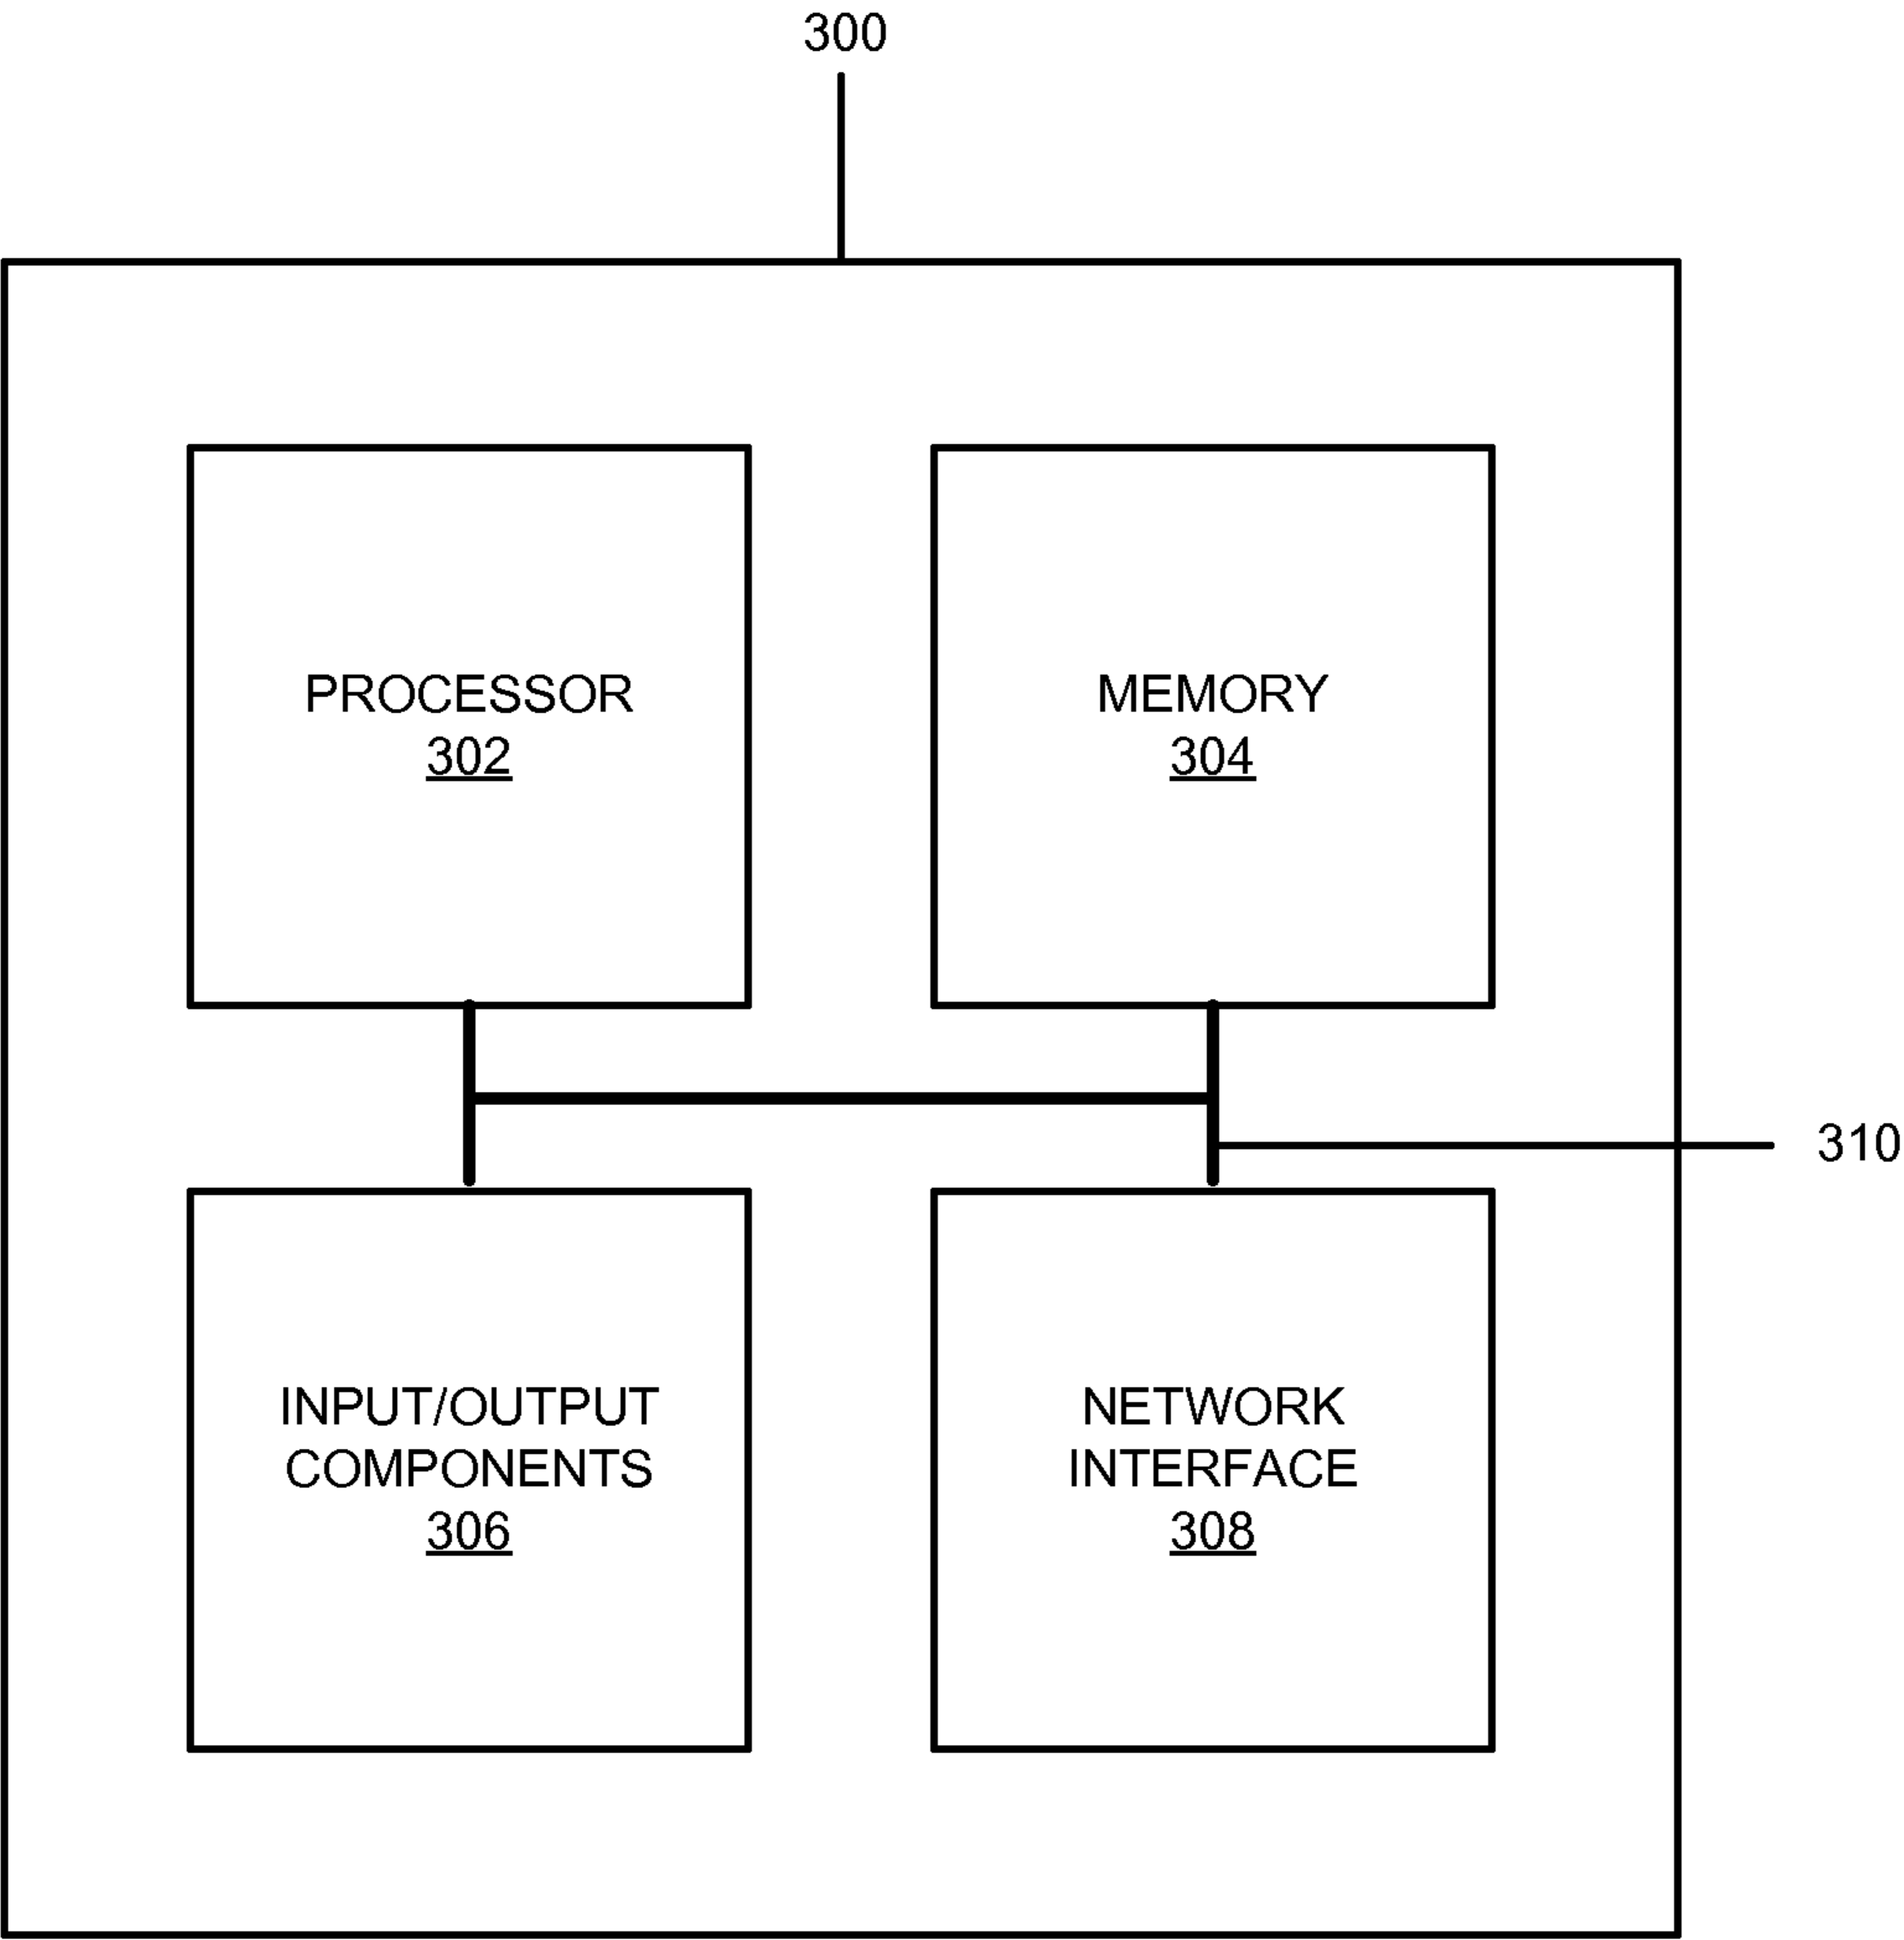 300
PROCESSOR
302
MEMORY
304
310
INPUT/OUTPUT
COMPONENTS
306
NETWORK
INTERFACE
308